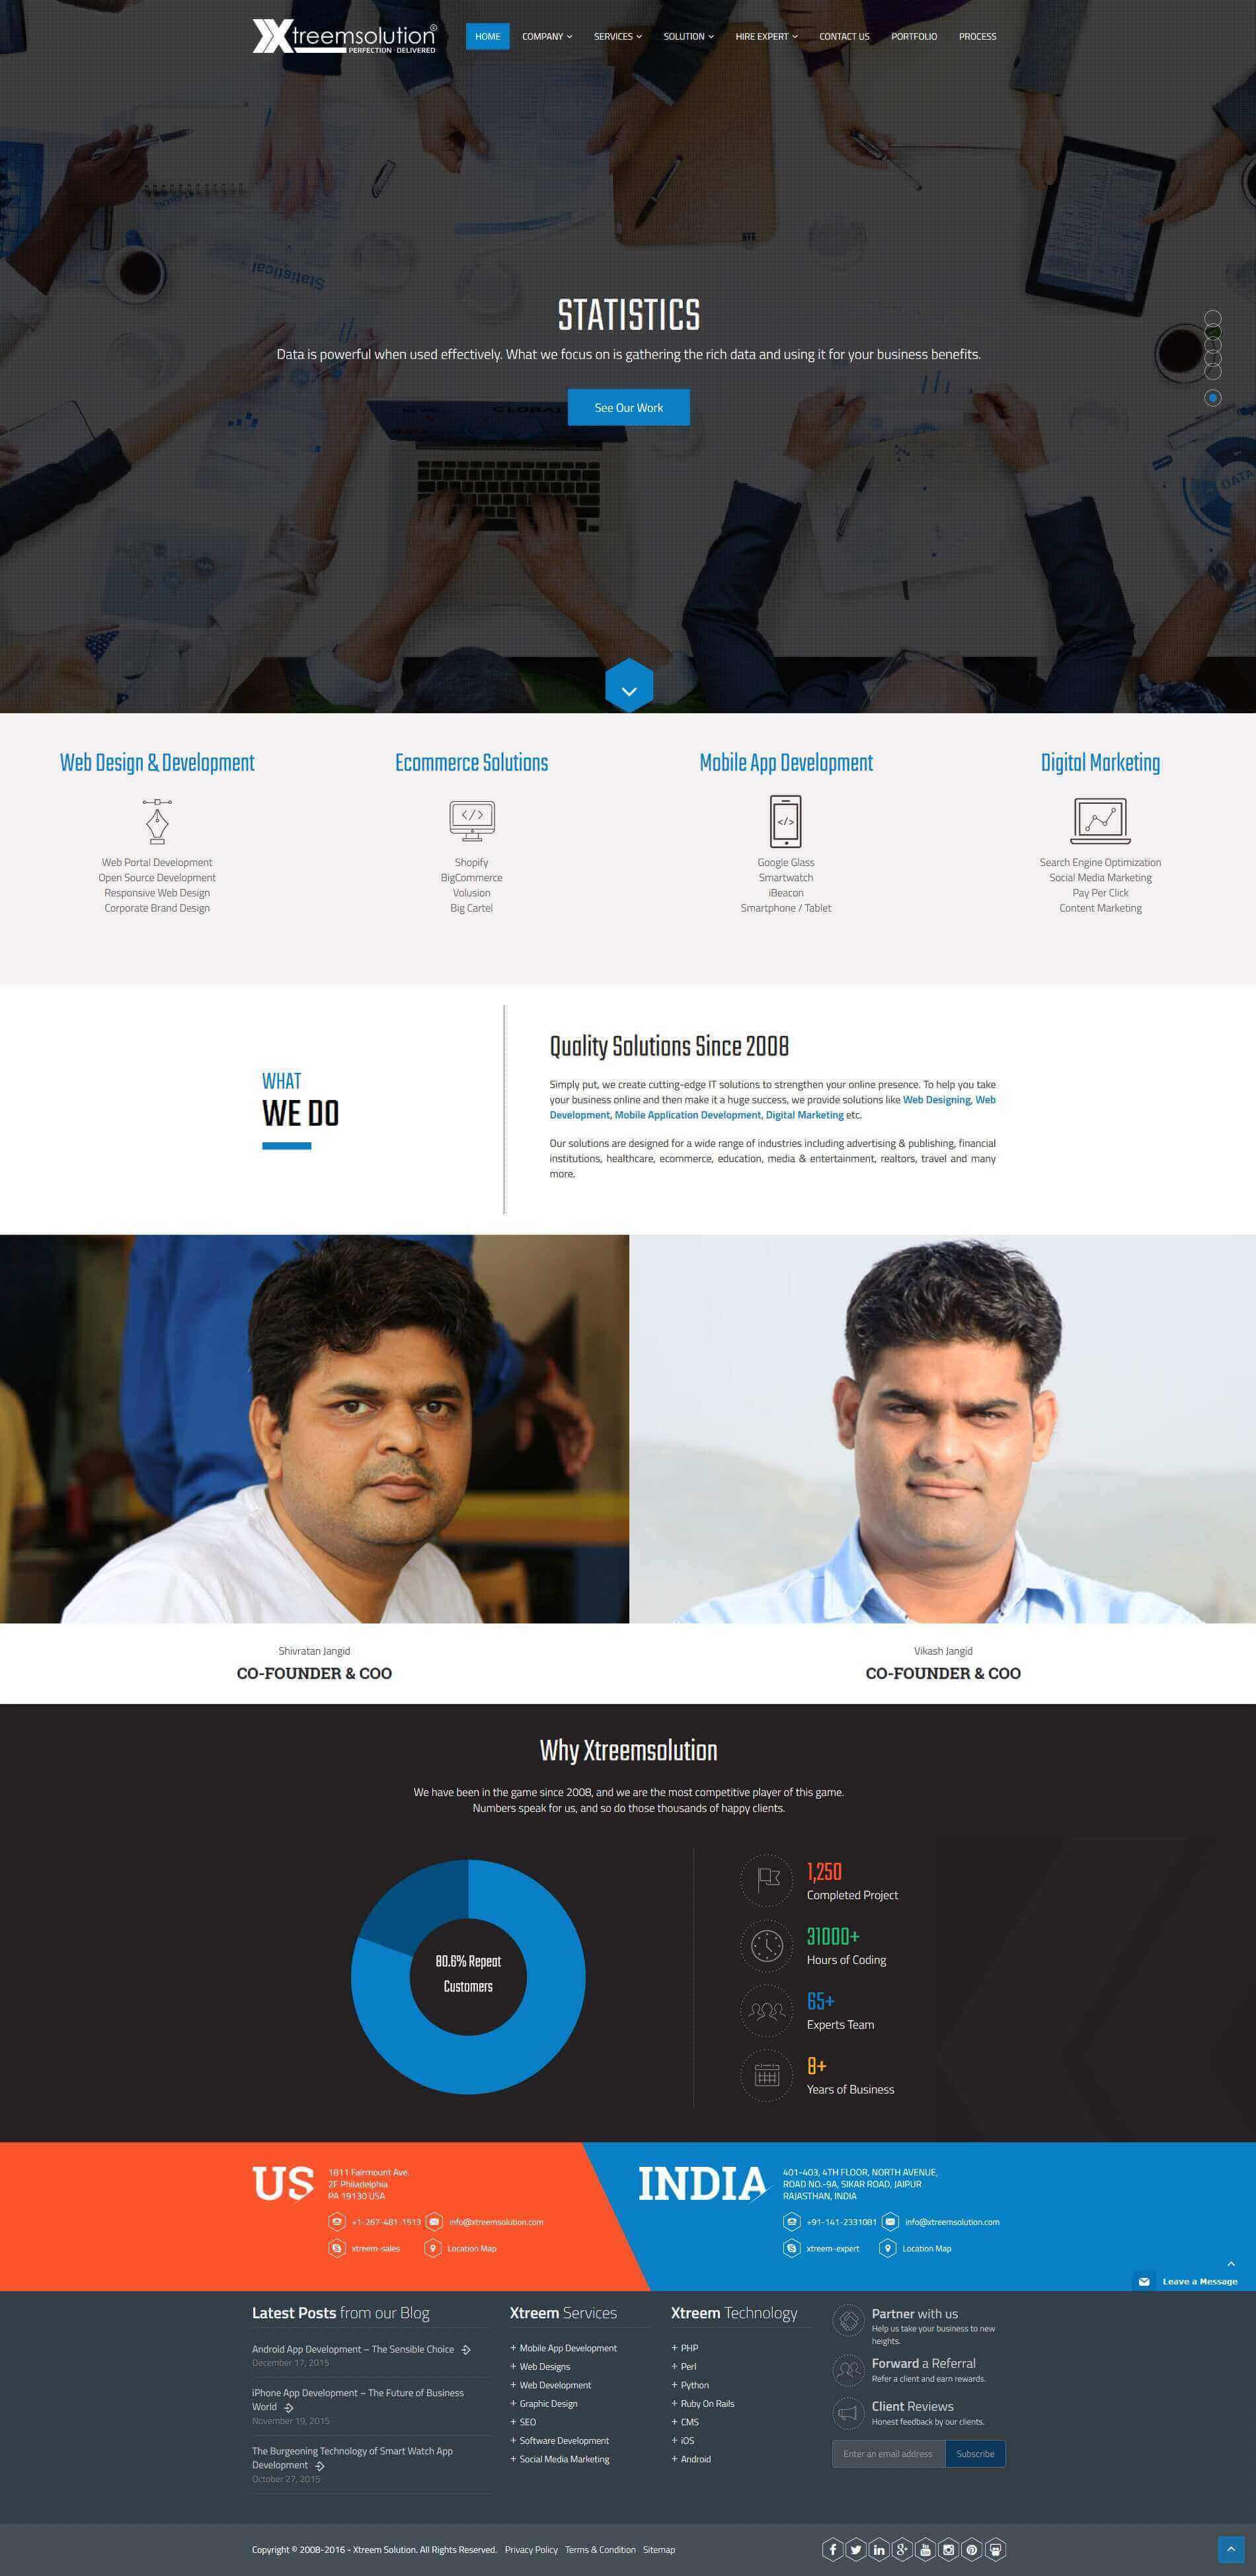 Xtreemsolution©
PERFECTION DELIVERED
HOME COMPANY SERVICES SOLUTION HIRE EXPERT CONTACT US PORTFOLIO PROCESS
Statistical
STATISTICS
Data is powerful when used effectively. What we focus on is gathering the rich data and using it for your business benefits.
See Our Work
DATA
Web Design & Development
Web Portal Development
Open Source Development
Responsive Web Design
Corporate Brand Design
Ecommerce Solutions
Shopify
BigCommerce
Volusion
Big Cartel
Mobile App Development
</>
Google Glass
Smartwatch
iBeacon
Smartphone / Tablet
Digital Marketing
Search Engine Optimization
Social Media Marketing
Pay Per Click
Content Marketing
WHAT
WE DO
Quality Solutions Since 2008
Simply put, we create cutting-edge IT solutions to strengthen your online presence. To help you take
your business online and then make it a huge success, we provide solutions like Web Designing, Web
Development, Mobile Application Development, Digital Marketing etc.
Our solutions are designed for a wide range of industries including advertising & publishing, financial
institutions, healthcare, ecommerce, education, media & entertainment, realtors, travel and many
more.
Shivratan Jangid
CO-FOUNDER & COO
Vikash Jangid
CO-FOUNDER & COO
Why Xtreemsolution
We have been in the game since 2008, and we are the most competitive player of this game.
Numbers speak for us, and so do those thousands of happy clients.
80.6% Repeat
Customers
1,250
Completed Project
31000+
Hours of Coding
65+
Experts Team
8+
Years of Business
US
1811 Fairmount Ave.
2F Philadelphia
PA 19130 USA
+1-267-481-1513 info@xtreemsolution.com
xtreem-sales Location Map
INDIA
401-403, 4TH FLOOR, NORTH AVENUE,
ROAD NO.-9A, SIKAR ROAD, JAIPUR
RAJASTHAN, INDIA
+91-141-2331081 info@xtreemsolution.com
xtreem-expert Location Map
Leave a Message
Latest Posts from our Blog
Android App Development – The Sensible Choice
December 17, 2015
iPhone App Development – The Future of Business
World
November 19, 2015
The Burgeoning Technology of Smart Watch App
Development
October 27, 2015
Xtreem Services
+ Mobile App Development
+ Web Designs
+ Web Development
+ Graphic Design
+ SEO
+ Software Development
+ Social Media Marketing
Xtreem Technology
+ PHP
+ Perl
+ Python
+ Ruby On Rails
+ CMS
+ iOS
+ Android
Partner with us
Help us take your business to new
heights.
Forward a Referral
Refer a client and earn rewards.
Client Reviews
Honest feedback by our clients.
Enter an email address Subscribe
Copyright © 2008-2016 - Xtreem Solution. All Rights Reserved. Privacy Policy Terms & Condition Sitemap